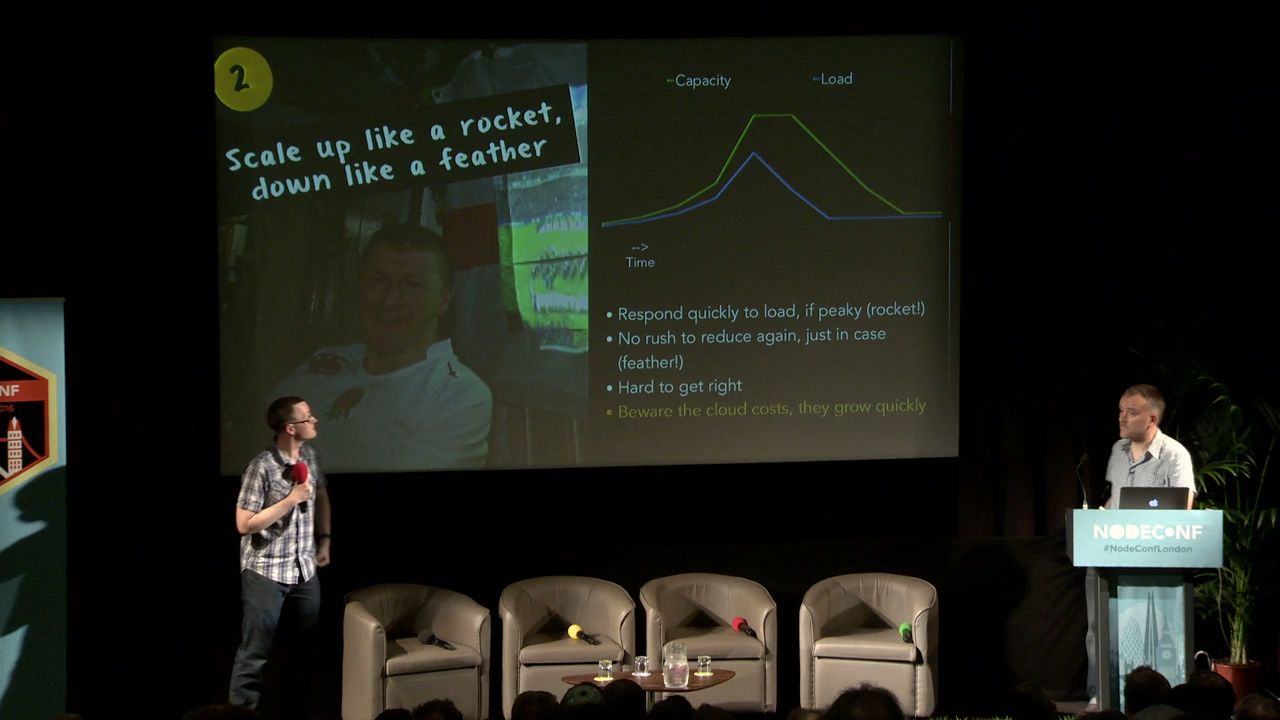 2
Scale up like a rocket,
down like a feather
Capacity
Load
-->
Time
• Respond quickly to load, if peaky (rocket!)
• No rush to reduce again, just in case
(feather!)
• Hard to get right
• Beware the cloud costs, they grow quickly
NF
2016
NODECONF
#NodeConfLondon